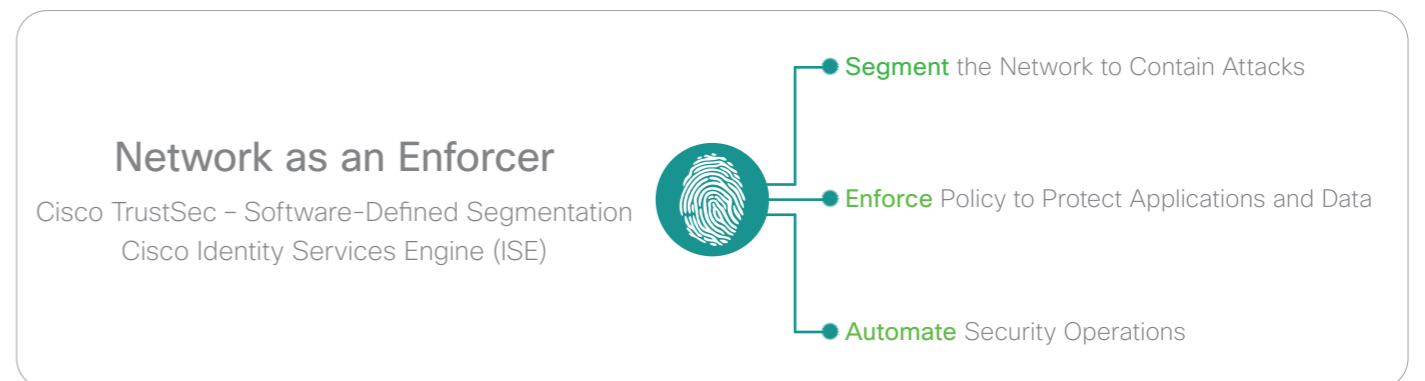 Network as an Enforcer
Cisco TrustSec – Software-Defined Segmentation
Cisco Identity Services Engine (ISE)
Segment the Network to Contain Attacks
Enforce Policy to Protect Applications and Data
Automate Security Operations